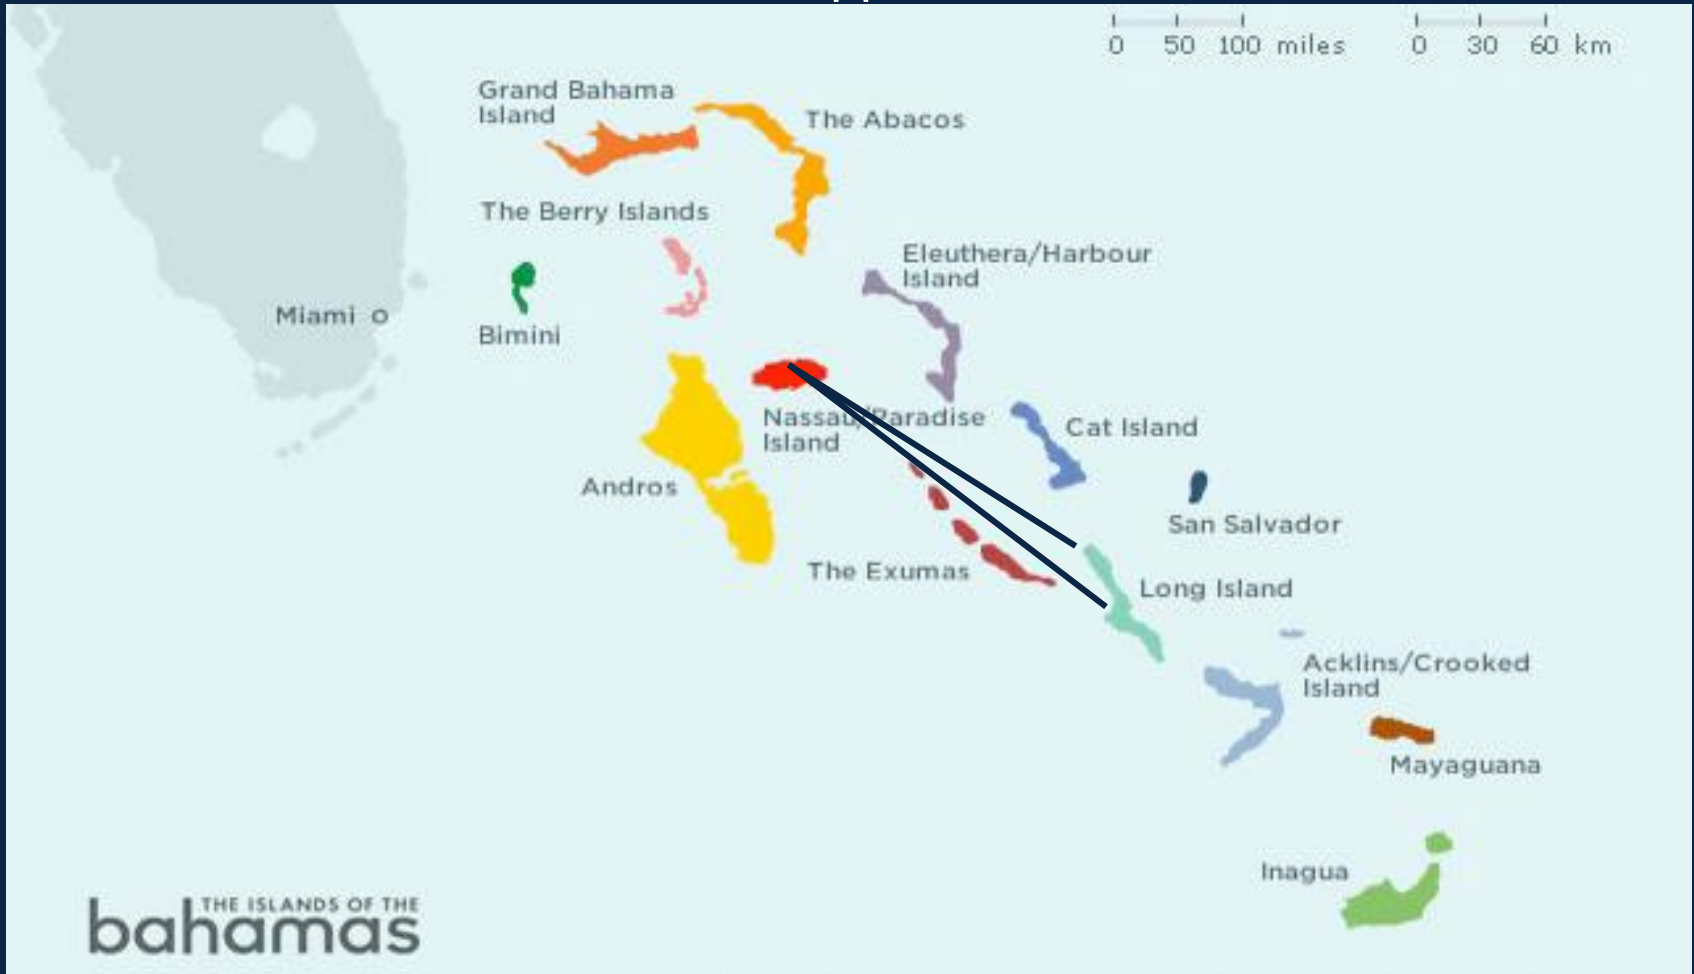 0 50 100 miles 0 30 60 km
Grand Bahama
Island
The Abacos
The Berry Islands
Eleuthera/Harbour
Island
Miami
Bimini
Nassau/Paradise
Island
Cat Island
Andros
San Salvador
The Exumas
Long Island
Acklins/Crooked
Island
Mayaguana
Inagua
THE ISLANDS OF THE
bahamas